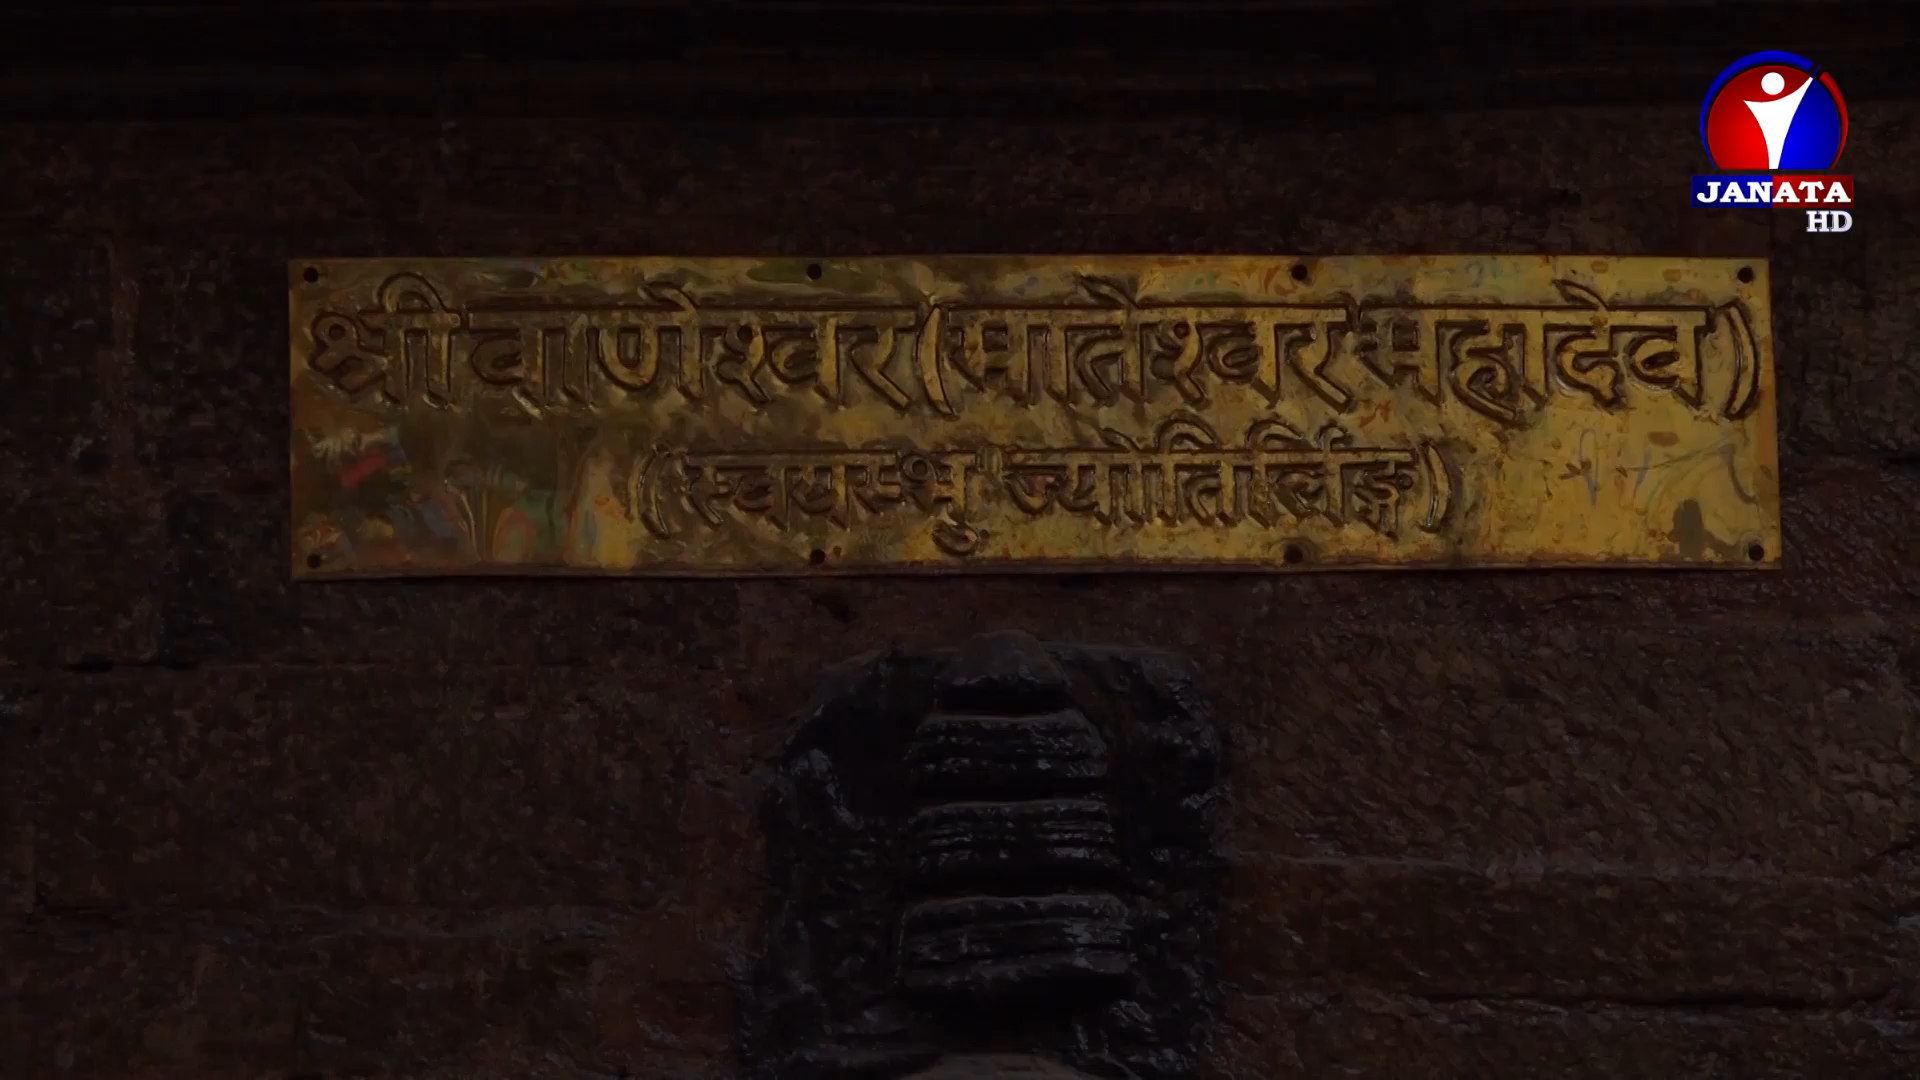 JANATA
HD
श्री वाणेश्वर (मातेश्वर महादेव)
(स्वयम्भु ज्योतिर्लिङ्ग)